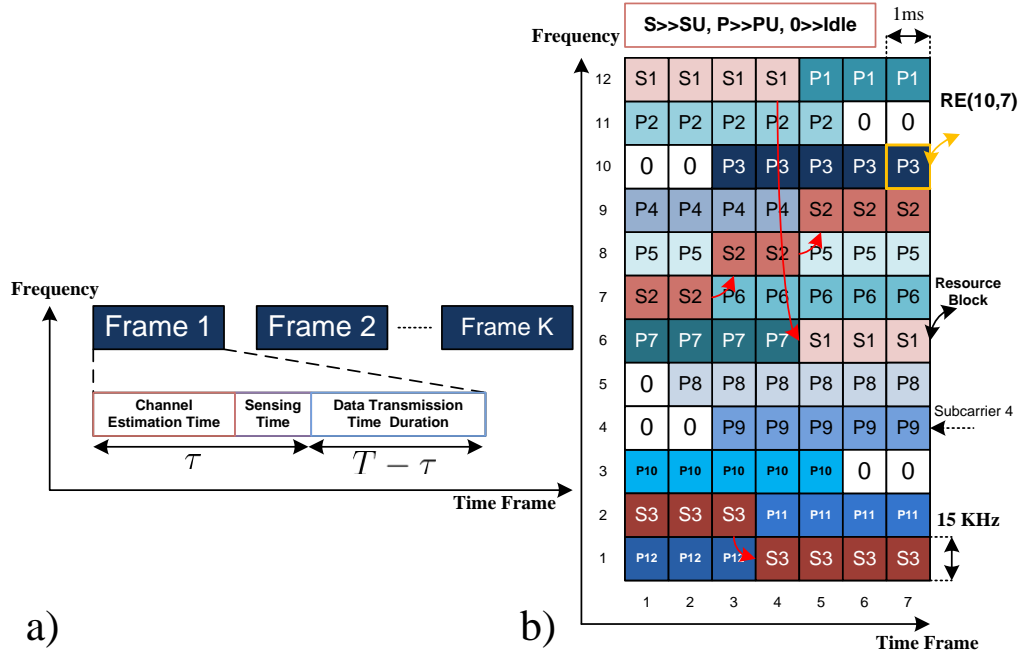 S>>SU, P>>PU, 0>>Idle
1ms
Frequency
12 S1 S1 S1 S1 P1 P1 P1
RE(10,7)
11 P2 P2 P2 P2 P2 0 0
10 0 0 P3 P3 P3 P3 P3
9 P4 P4 P4 P4 S2 S2 S2
8 P5 P5 S2 S2 P5 P5 P5
7 S2 S2 P6 P6 P6 P6 P6
Resource
Block
6 P7 P7 P7 P7 S1 S1 S1
5 0 P8 P8 P8 P8 P8 P8
4 0 0 P9 P9 P9 P9 P9
Subcarrier 4
3 P10 P10 P10 P10 P10 0 0
2 S3 S3 S3 P11 P11 P11 P11
15 KHz
1 P12 P12 P12 S3 S3 S3 S3
1 2 3 4 5 6 7
Time Frame
b)
Frequency
Frame 1 Frame 2 Frame K
Channel
Estimation Time
Sensing
Time
Data Transmission
Time Duration
τ
T − τ
Time Frame
a)